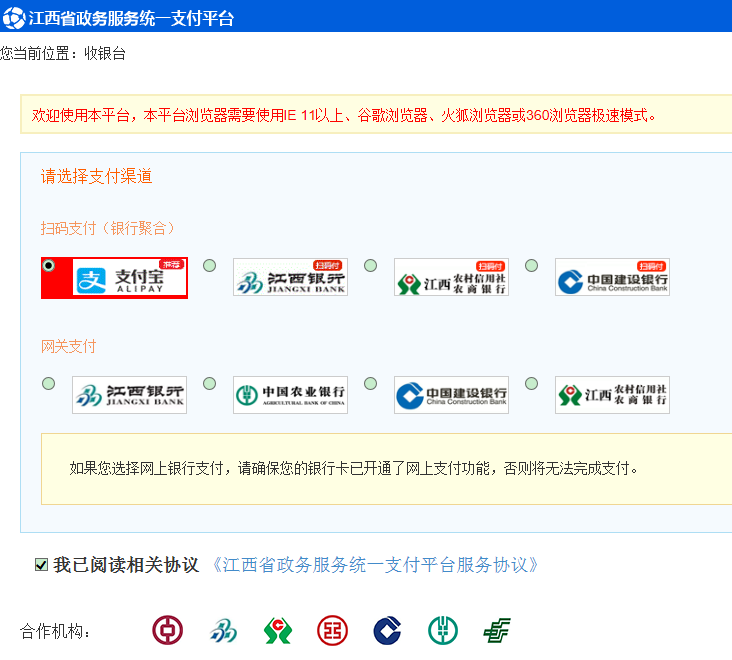 江西省政务服务统一支付平台
您当前位置：收银台
欢迎使用本平台，本平台浏览器需要使用IE 11以上、谷歌浏览器、火狐浏览器或360浏览器极速模式。
请选择支付渠道
扫码支付（银行聚合）
支 支付宝 ALIPAY 推荐
江西银行 JIANGXI BANK 扫码付
江西 农村信用社 农商银行 扫码付
中国建设银行 China Construction Bank 扫码付
网关支付
江西银行 JIANGXI BANK
中国农业银行 AGRICULTURAL BANK OF CHINA
中国建设银行 China Construction Bank
江西 农村信用社 农商银行
如果您选择网上银行支付，请确保您的银行卡已开通了网上支付功能，否则将无法完成支付。
我已阅读相关协议 《江西省政务服务统一支付平台服务协议》
合作机构：